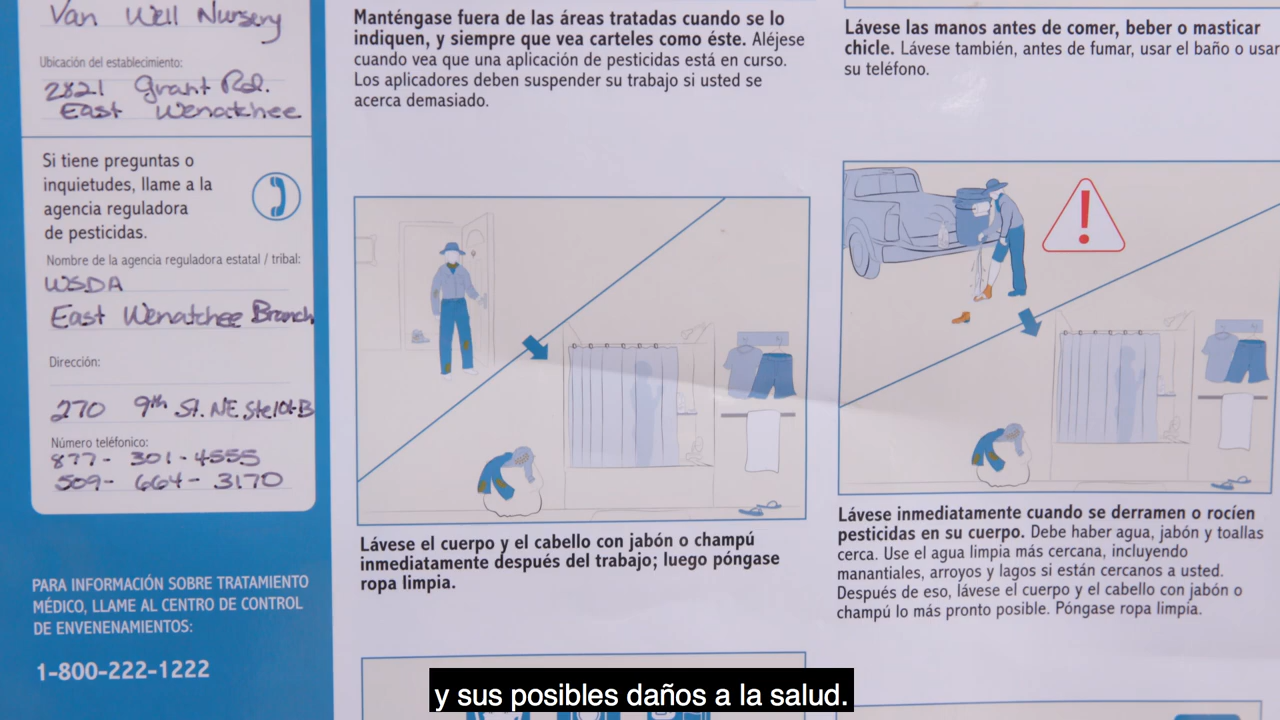 Van Well Nursery
Ubicación del establecimiento:
2821 Grant Rd.
East Wenatchee
Si tiene preguntas o
inquietudes, llame a la
agencia reguladora
de pesticidas.
Nombre de la agencia reguladora estatal / tribal:
WSDA
East Wenatchee Branch
Dirección:
270 9th St. NE, Ste 101-B
Número teléfonico:
877- 301-4555
509- 664- 3170
PARA INFORMACIÓN SOBRE TRATAMIENTO
MÉDICO, LLAME AL CENTRO DE CONTROL
DE ENVENENAMIENTOS:
1-800-222-1222
Manténgase fuera de las áreas tratadas cuando se lo
indiquen, y siempre que vea carteles como éste. Aléjese
cuando vea que una aplicación de pesticidas está en curso.
Los aplicadores deben suspender su trabajo si usted se
acerca demasiado.
Lávese el cuerpo y el cabello con jabón o champú
inmediatamente después del trabajo; luego póngase
ropa limpia.
Lávese las manos antes de comer, beber o masticar
chicle. Lávese también, antes de fumar, usar el baño o usar
su teléfono.
!
Lávese inmediatamente cuando se derramen o rocíen
pesticidas en su cuerpo. Debe haber agua, jabón y toallas
cerca. Use el agua limpia más cercana, incluyendo
manantiales, arroyos y lagos si están cercanos a usted.
Después de eso, lávese el cuerpo y el cabello con jabón o
champú lo más pronto posible. Póngase ropa limpia.
y sus posibles daños a la salud.